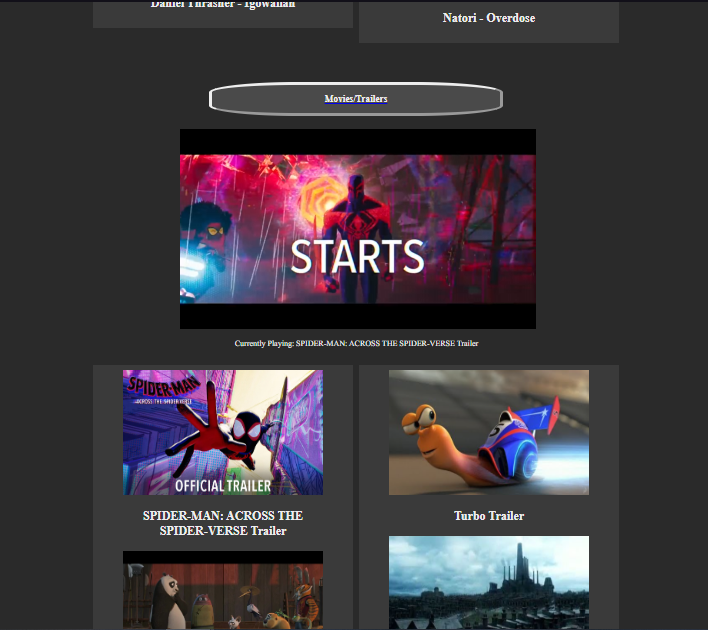 Daniel Thrasher - Igowallah
Natori - Overdose
Movies/Trailers
STARTS
Currently Playing: SPIDER-MAN: ACROSS THE SPIDER-VERSE Trailer
SPIDER-MAN
ACROSS THE SPIDER-VERSE
OFFICIAL TRAILER
SPIDER-MAN: ACROSS THE
SPIDER-VERSE Trailer
Turbo Trailer